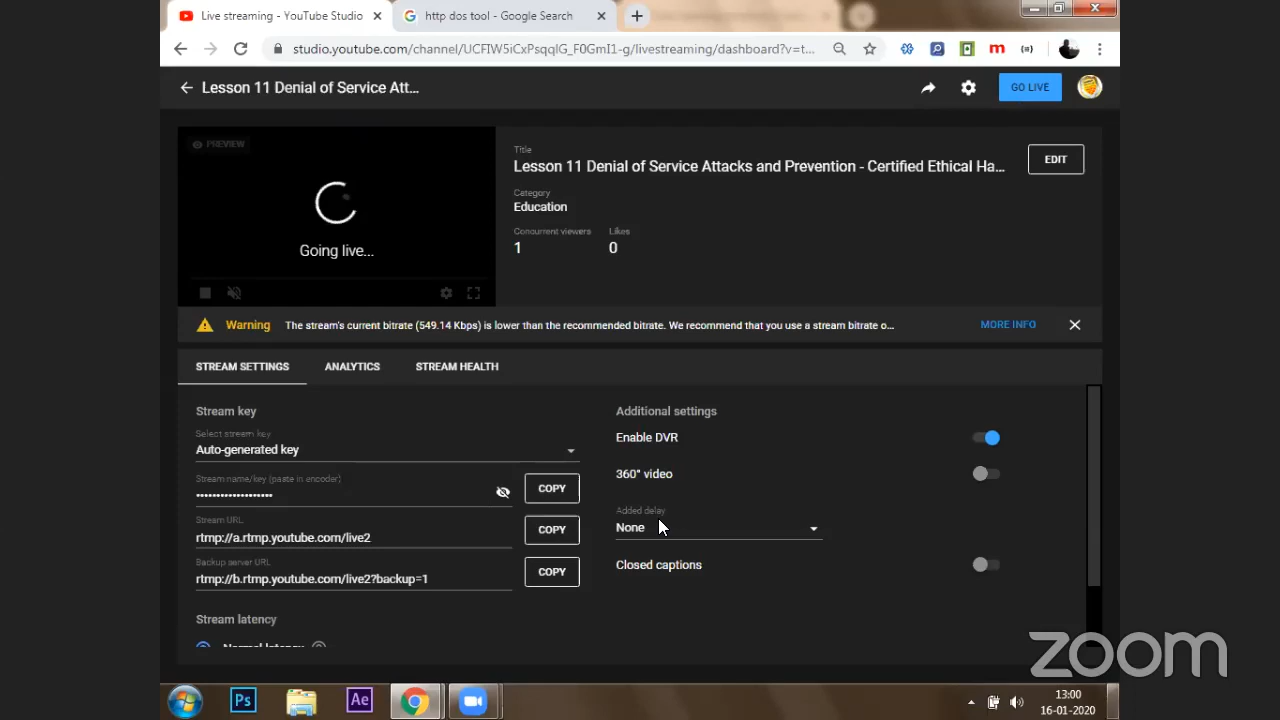 Live streaming - YouTube Studio
http dos tool - Google Search
studio.youtube.com/channel/UCFIW5iCxPsqqIG_F0GmI1-g/livestreaming/dashboard?v=t...
Lesson 11 Denial of Service Att...
GO LIVE
PREVIEW
Going live...
Title
Lesson 11 Denial of Service Attacks and Prevention - Certified Ethical Ha...
EDIT
Category
Education
Concurrent viewers
Likes
1
0
Warning
The stream's current bitrate (549.14 Kbps) is lower than the recommended bitrate. We recommend that you use a stream bitrate o...
MORE INFO
STREAM SETTINGS
ANALYTICS
STREAM HEALTH
Stream key
Select stream key
Auto-generated key
Stream name/key (paste in encoder)
COPY
Stream URL
rtmp://a.rtmp.youtube.com/live2
COPY
Backup server URL
rtmp://b.rtmp.youtube.com/live2?backup=1
COPY
Stream latency
Normal latency
Additional settings
Enable DVR
360° video
Added delay
None
Closed captions
zoom
Ps
Ae
13:00
16-01-2020